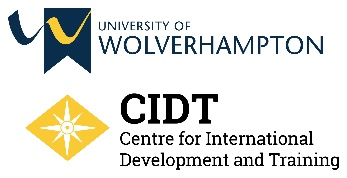 UNIVERSITY OF
WOLVERHAMPTON
CIDT
Centre for International
Development and Training